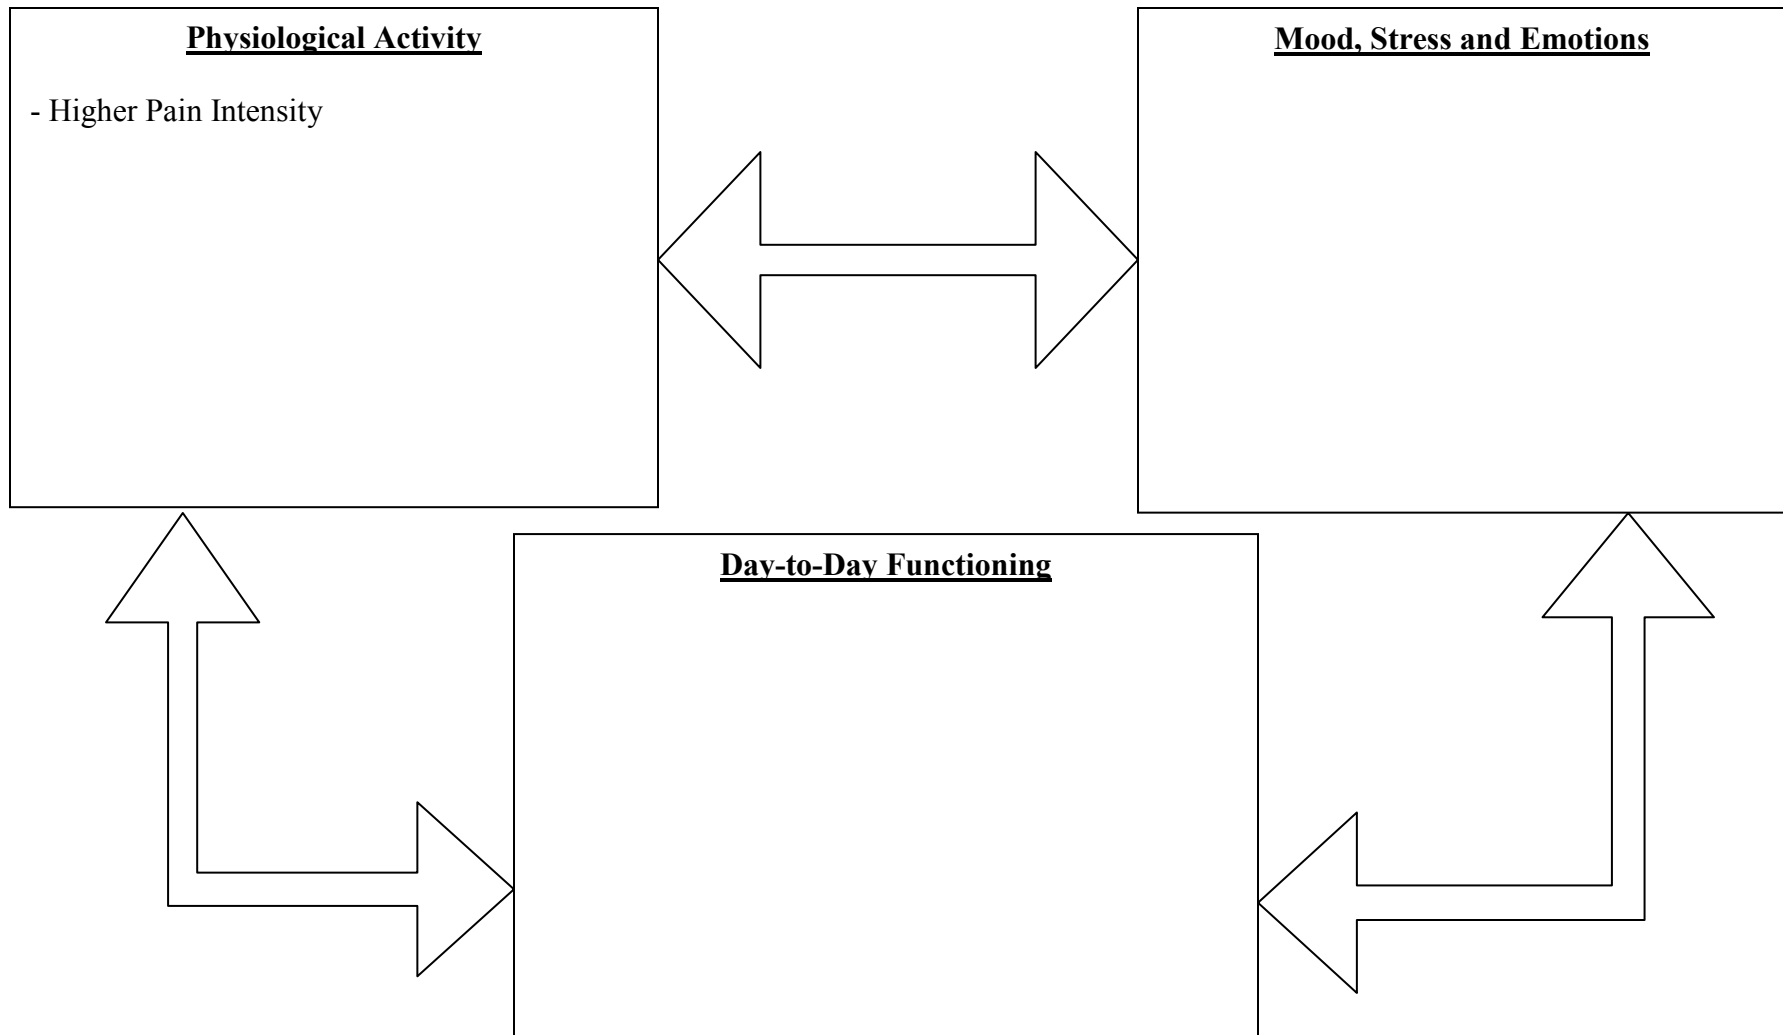 Physiological Activity
- Higher Pain Intensity
Mood, Stress and Emotions
Day-to-Day Functioning